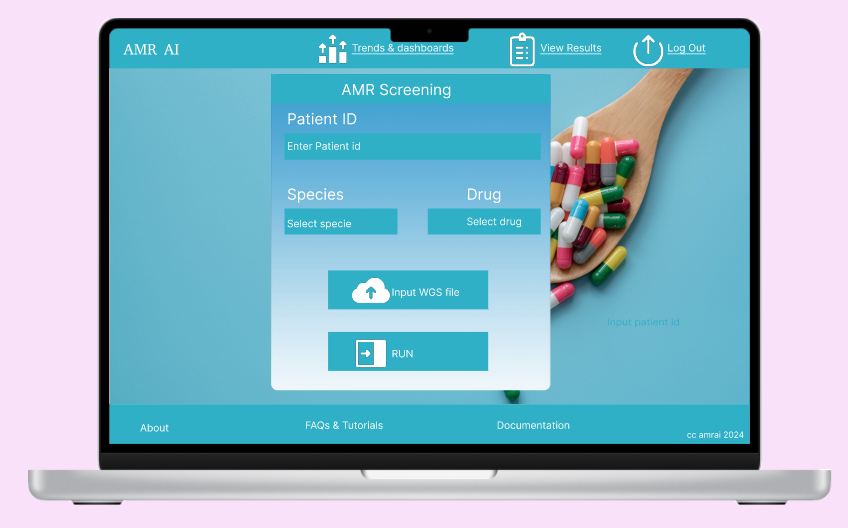 AMR AI
Trends & dashboards
View Results
Log Out
AMR Screening
Patient ID
Enter Patient id
Species
Drug
Select specie
Select drug
Input WGS file
Input patient id
RUN
About
FAQs & Tutorials
Documentation
cc amrai 2024